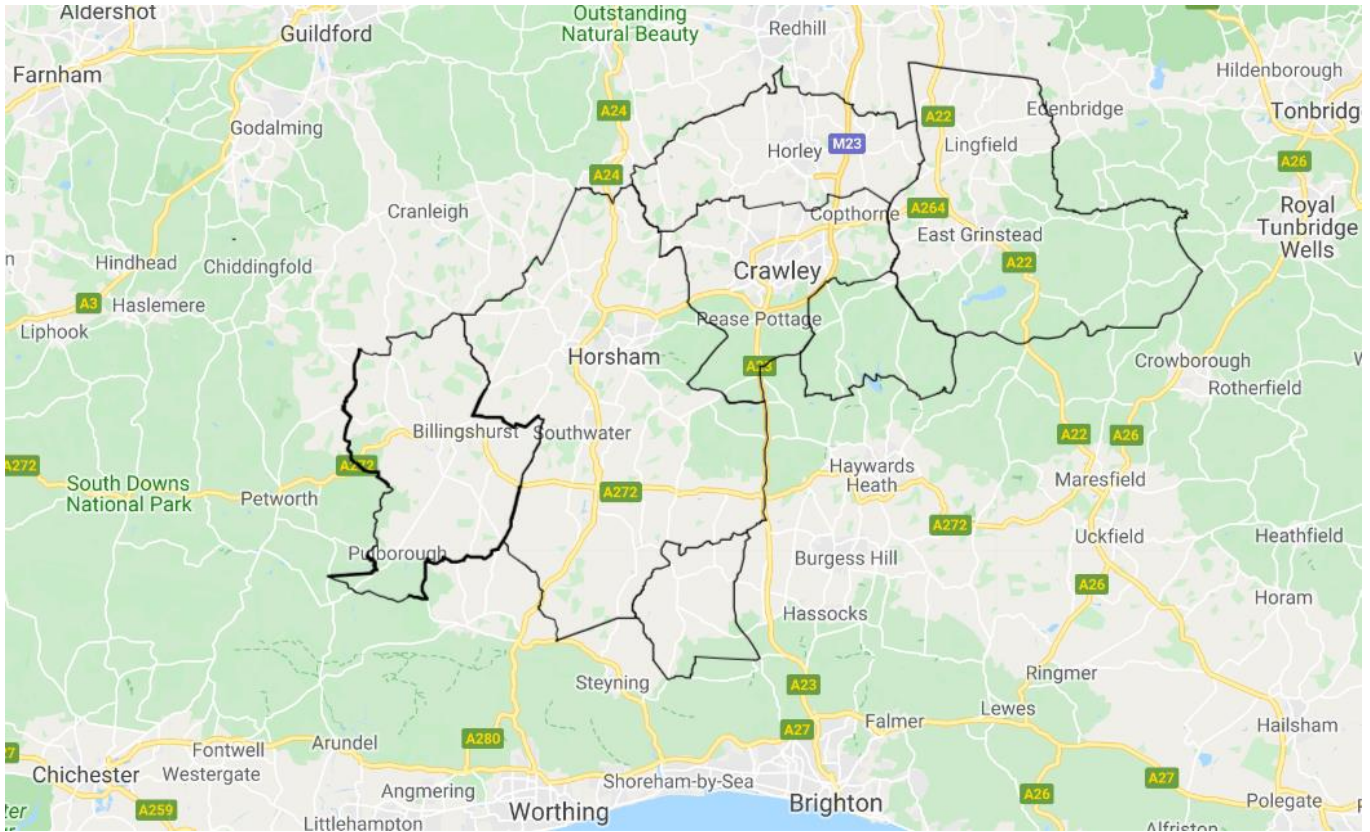 Aldershot
Outstanding
Natural Beauty
Redhill
Guildford
Farnham
Hildenborough
Tonbridg
A24
A22
Edenbridge
Godalming
Horley
M23
Lingfield
A26
A24
Cranleigh
Copthorne
A264
Royal
Tunbridge
Wells
East Grinstead
n
Hindhead
Chiddingfold
Crawley
A22
A3
Haslemere
Liphook
Pease Pottage
Horsham
A23
Crowborough
Rotherfield
Billingshurst
Southwater
A22
A26
A272
A272
Haywards
Heath
Maresfield
South Downs
National Park
Petworth
A272
A272
Uckfield
Heathfield
Pulborough
Burgess Hill
A26
Horam
Hassocks
Steyning
A23
Ringmer
Lewes
Falmer
Hailsham
A27
A280
Arundel
Fontwell
27
Chichester
Westergate
Shoreham-by-Sea
A27
Angmering
Worthing
Brighton
A26
Polegate
A259
Littlehampton
Alfriston